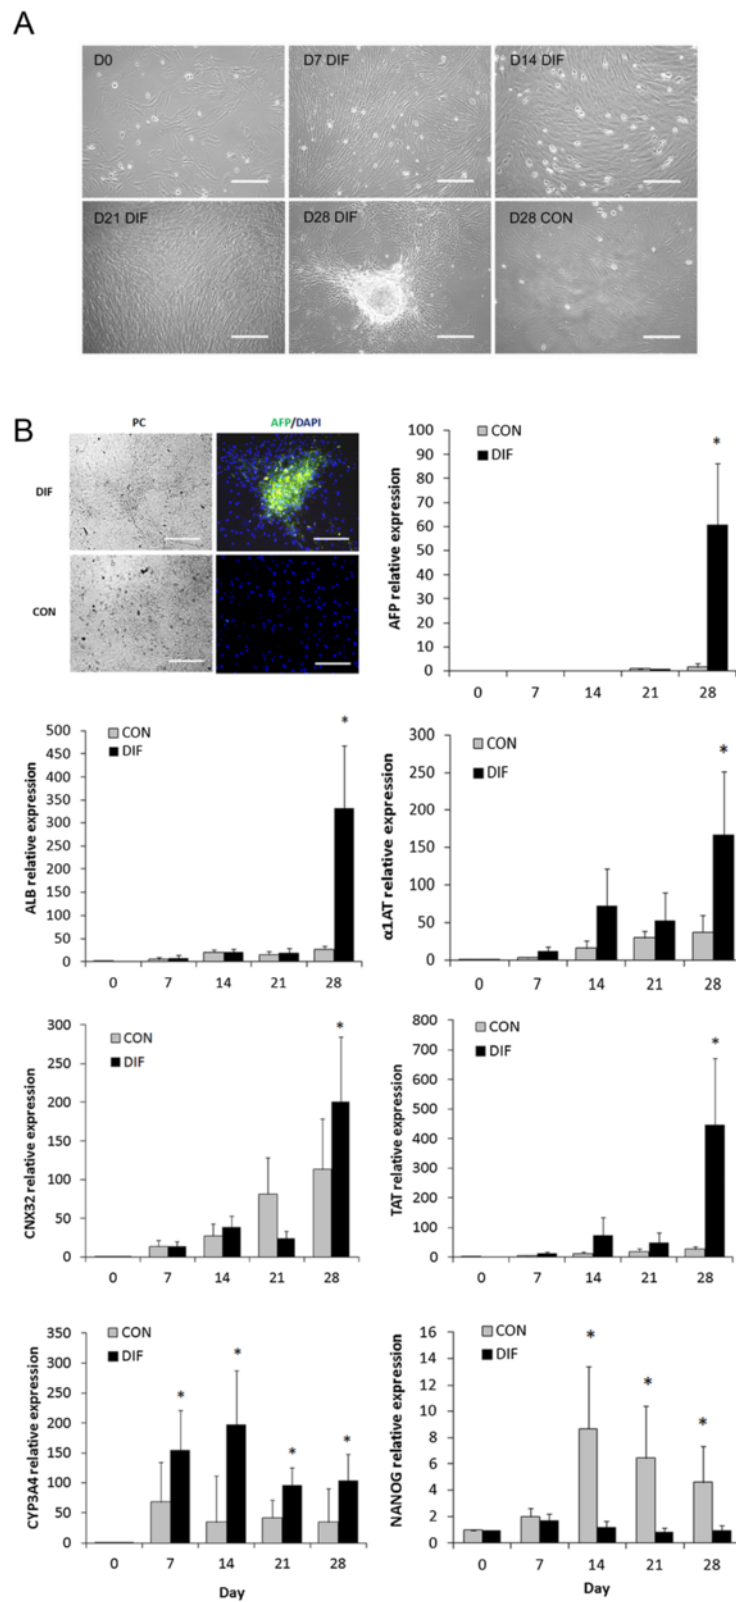 A
D0
D7 DIF
D14 DIF
D21 DIF
D28 DIF
D28 CON
B
PC
AFP/DAPI
DIF
CON
AFP relative expression
CON
DIF
100
90
80
70
60
50
40
30
20
10
0
*
0 7 14 21 28
ALB relative expression
CON
DIF
500
450
400
350
300
250
200
150
100
50
0
*
0 7 14 21 28
α1AT relative expression
CON
DIF
300
250
200
150
100
50
0
*
0 7 14 21 28
CNX32 relative expression
CON
DIF
300
250
200
150
100
50
0
*
0 7 14 21 28
TAT relative expression
CON
DIF
800
700
600
500
400
300
200
100
0
*
0 7 14 21 28
CYP3A4 relative expression
CON
DIF
350
300
250
200
150
100
50
0
* * * *
0 7 14 21 28
Day
NANOG relative expression
CON
DIF
16
14
12
10
8
6
4
2
0
* * *
0 7 14 21 28
Day